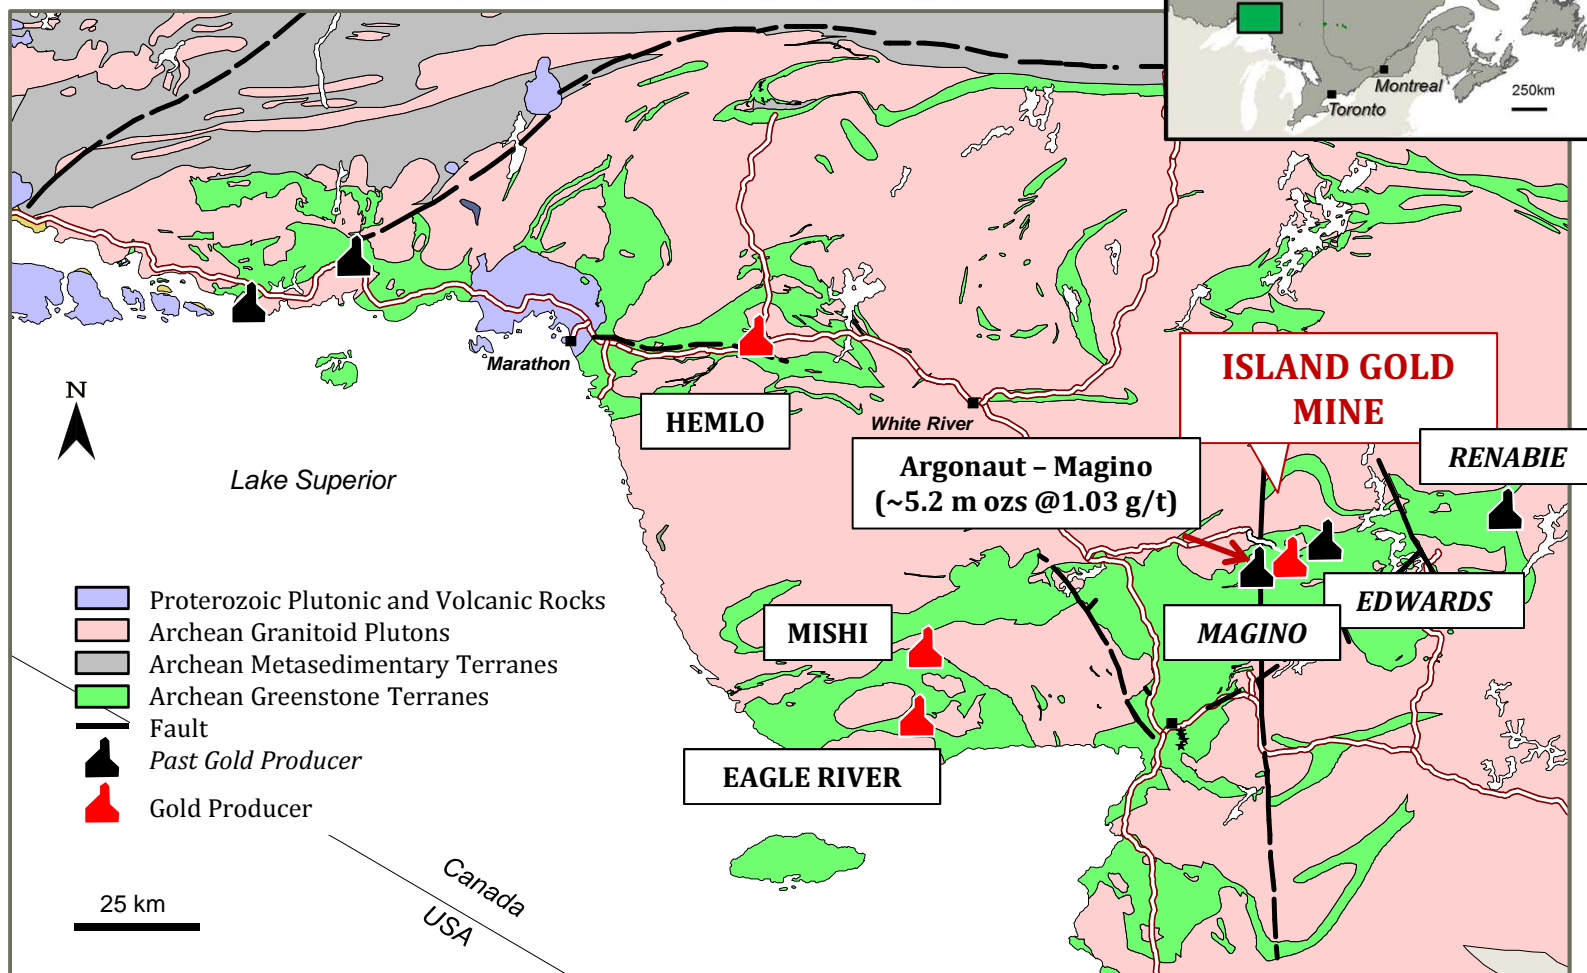 Montreal
Toronto
250km
Marathon
HEMLO
White River
ISLAND GOLD
MINE
RENABIE
Argonaut – Magino
(~5.2 m ozs @1.03 g/t)
N
Lake Superior
EDWARDS
MAGINO
MISHI
EAGLE RIVER
Proterozoic Plutonic and Volcanic Rocks
Archean Granitoid Plutons
Archean Metasedimentary Terranes
Archean Greenstone Terranes
Fault
Past Gold Producer
Gold Producer
25 km
Canada
USA